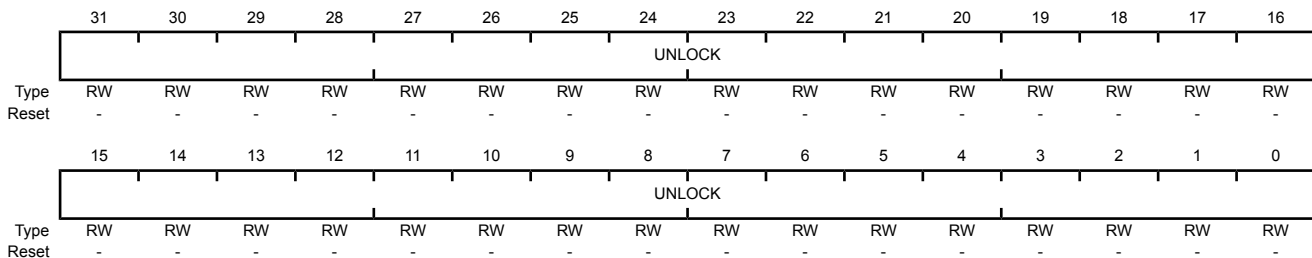 31 30 29 28 27 26 25 24 23 22 21 20 19 18 17 16
UNLOCK
Type RW RW RW RW RW RW RW RW RW RW RW RW RW RW RW RW
Reset - - - - - - - - - - - - - - - -
15 14 13 12 11 10 9 8 7 6 5 4 3 2 1 0
UNLOCK
Type RW RW RW RW RW RW RW RW RW RW RW RW RW RW RW RW
Reset - - - - - - - - - - - - - - - -